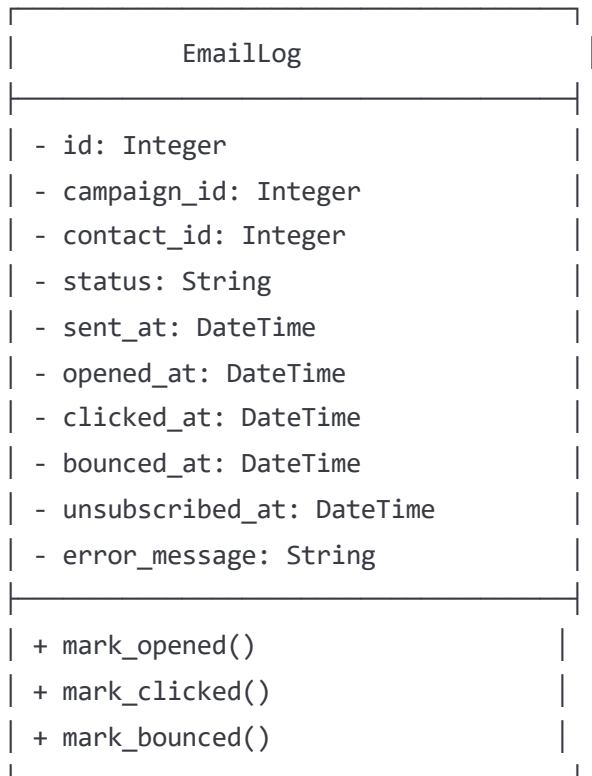 EmailLog
- id: Integer
- campaign_id: Integer
- contact_id: Integer
- status: String
- sent_at: DateTime
- opened_at: DateTime
- clicked_at: DateTime
- bounced_at: DateTime
- unsubscribed_at: DateTime
- error_message: String
+ mark_opened()
+ mark_clicked()
+ mark_bounced()